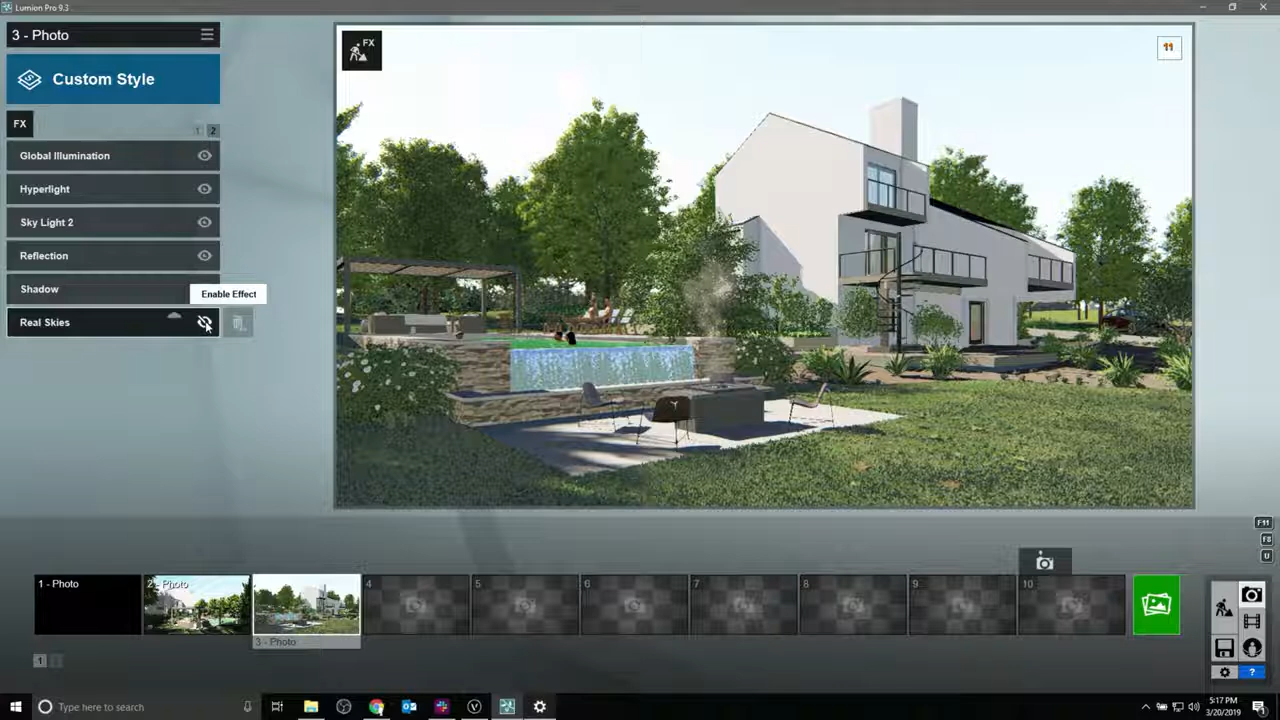 Lumion Pro 9.3
3 - Photo
Custom Style
FX
1 2
Global Illumination
Hyperlight
Sky Light 2
Reflection
Shadow
Enable Effect
Real Skies
FX
11
F11
F8
U
1 - Photo
2 - Photo
3 - Photo
4
5
6
7
8
9
10
1
?
Type here to search
5:17 PM
3/20/2019